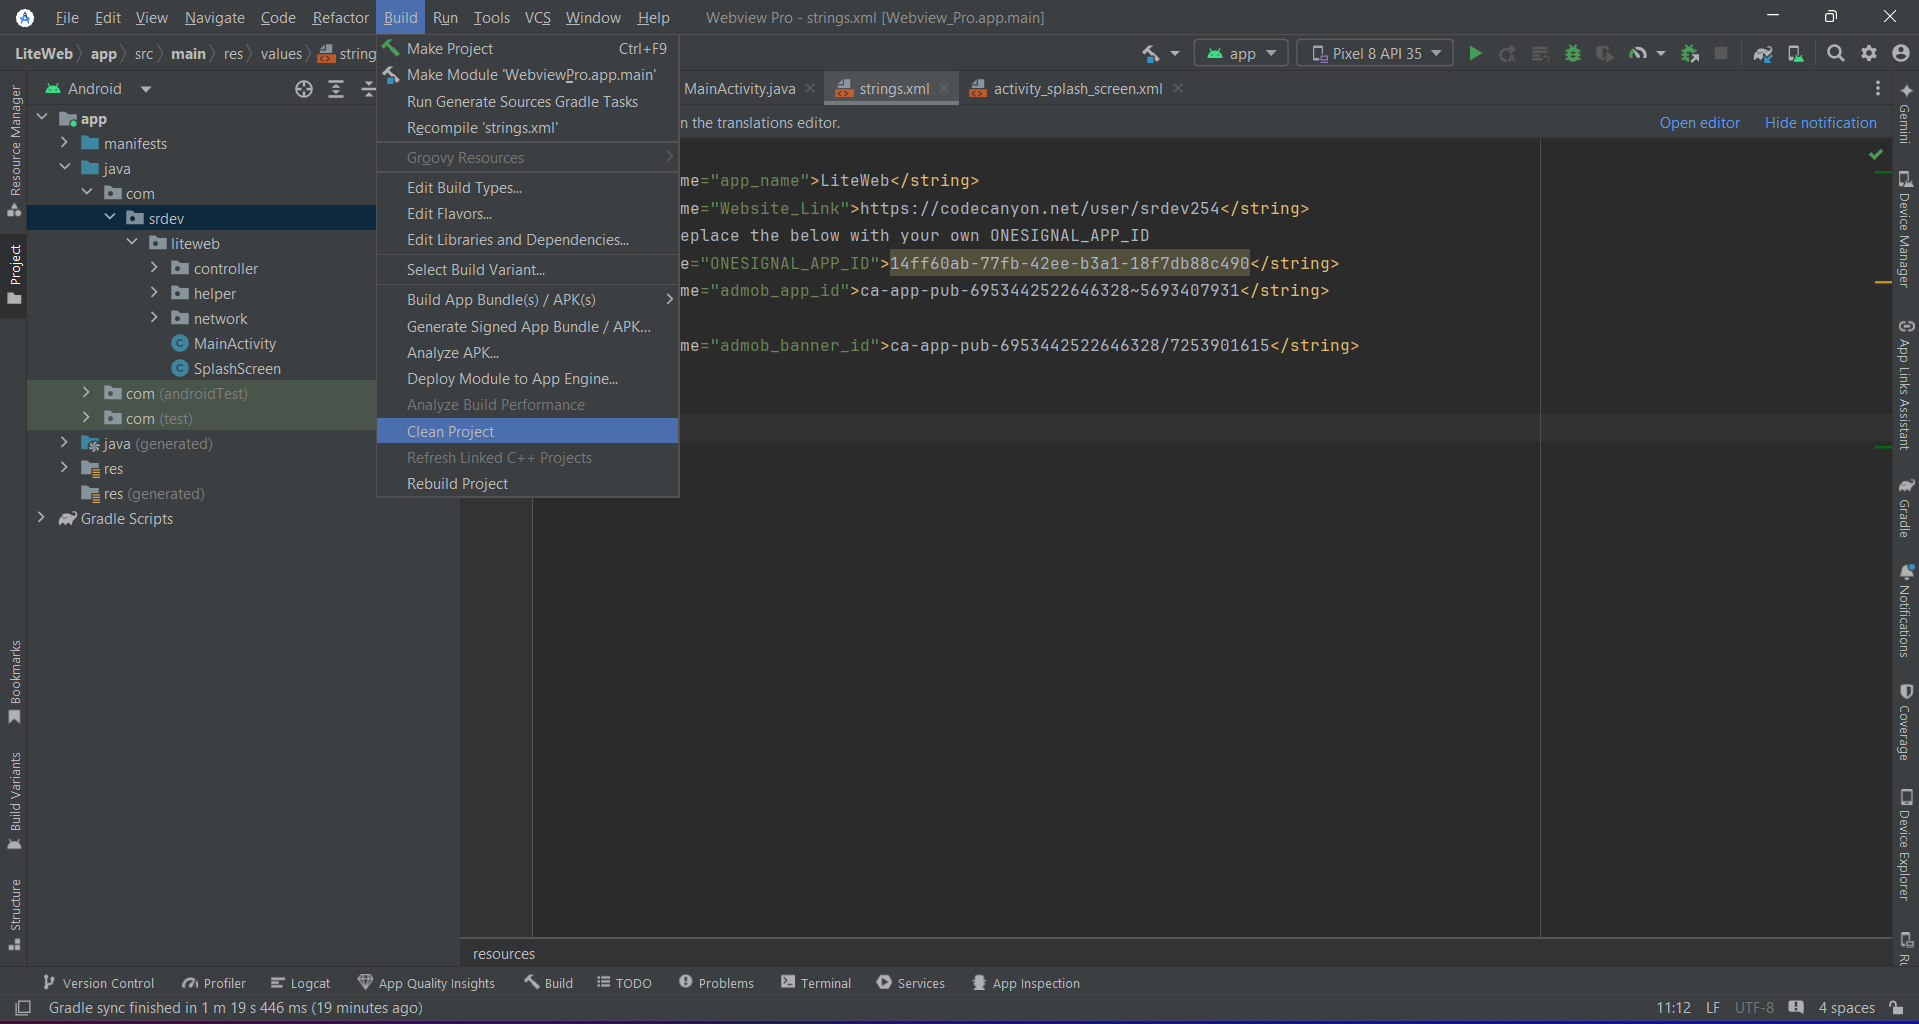 File Edit View Navigate Code Refactor Build Run Tools VCS Window Help Webview Pro - strings.xml [Webview_Pro.app.main]
LiteWeb app src main res values string
app Pixel 8 API 35
Make Project Ctrl+F9
Make Module 'WebviewPro.app.main'
Run Generate Sources Gradle Tasks
Recompile 'strings.xml'
Groovy Resources
Edit Build Types...
Edit Flavors...
Edit Libraries and Dependencies...
Select Build Variant...
Build App Bundle(s) / APK(s)
Generate Signed App Bundle / APK...
Analyze APK...
Deploy Module to App Engine...
Analyze Build Performance
Clean Project
Refresh Linked C++ Projects
Rebuild Project
Android
app
manifests
java
com
srdev
liteweb
controller
helper
network
MainActivity
SplashScreen
com (androidTest)
com (test)
java (generated)
res
res (generated)
Gradle Scripts
MainActivity.java strings.xml activity_splash_screen.xml
n the translations editor. Open editor Hide notification
me="app_name">LiteWeb</string>
me="Website_Link">https://codecanyon.net/user/srdev254</string>
eplace the below with your own ONESIGNAL_APP_ID
e="ONESIGNAL_APP_ID">14ff60ab-77fb-42ee-b3a1-18f7db88c490</string>
me="admob_app_id">ca-app-pub-6953442522646328~5693407931</string>
me="admob_banner_id">ca-app-pub-6953442522646328/7253901615</string>
resources
Resource Manager
Project
Bookmarks
Build Variants
Structure
Gemini
Device Manager
App Links Assistant
Gradle
Notifications
Coverage
Device Explorer
Ru
Version Control Profiler Logcat App Quality Insights Build TODO Problems Terminal Services App Inspection
Gradle sync finished in 1 m 19 s 446 ms (19 minutes ago) 11:12 LF UTF-8 4 spaces